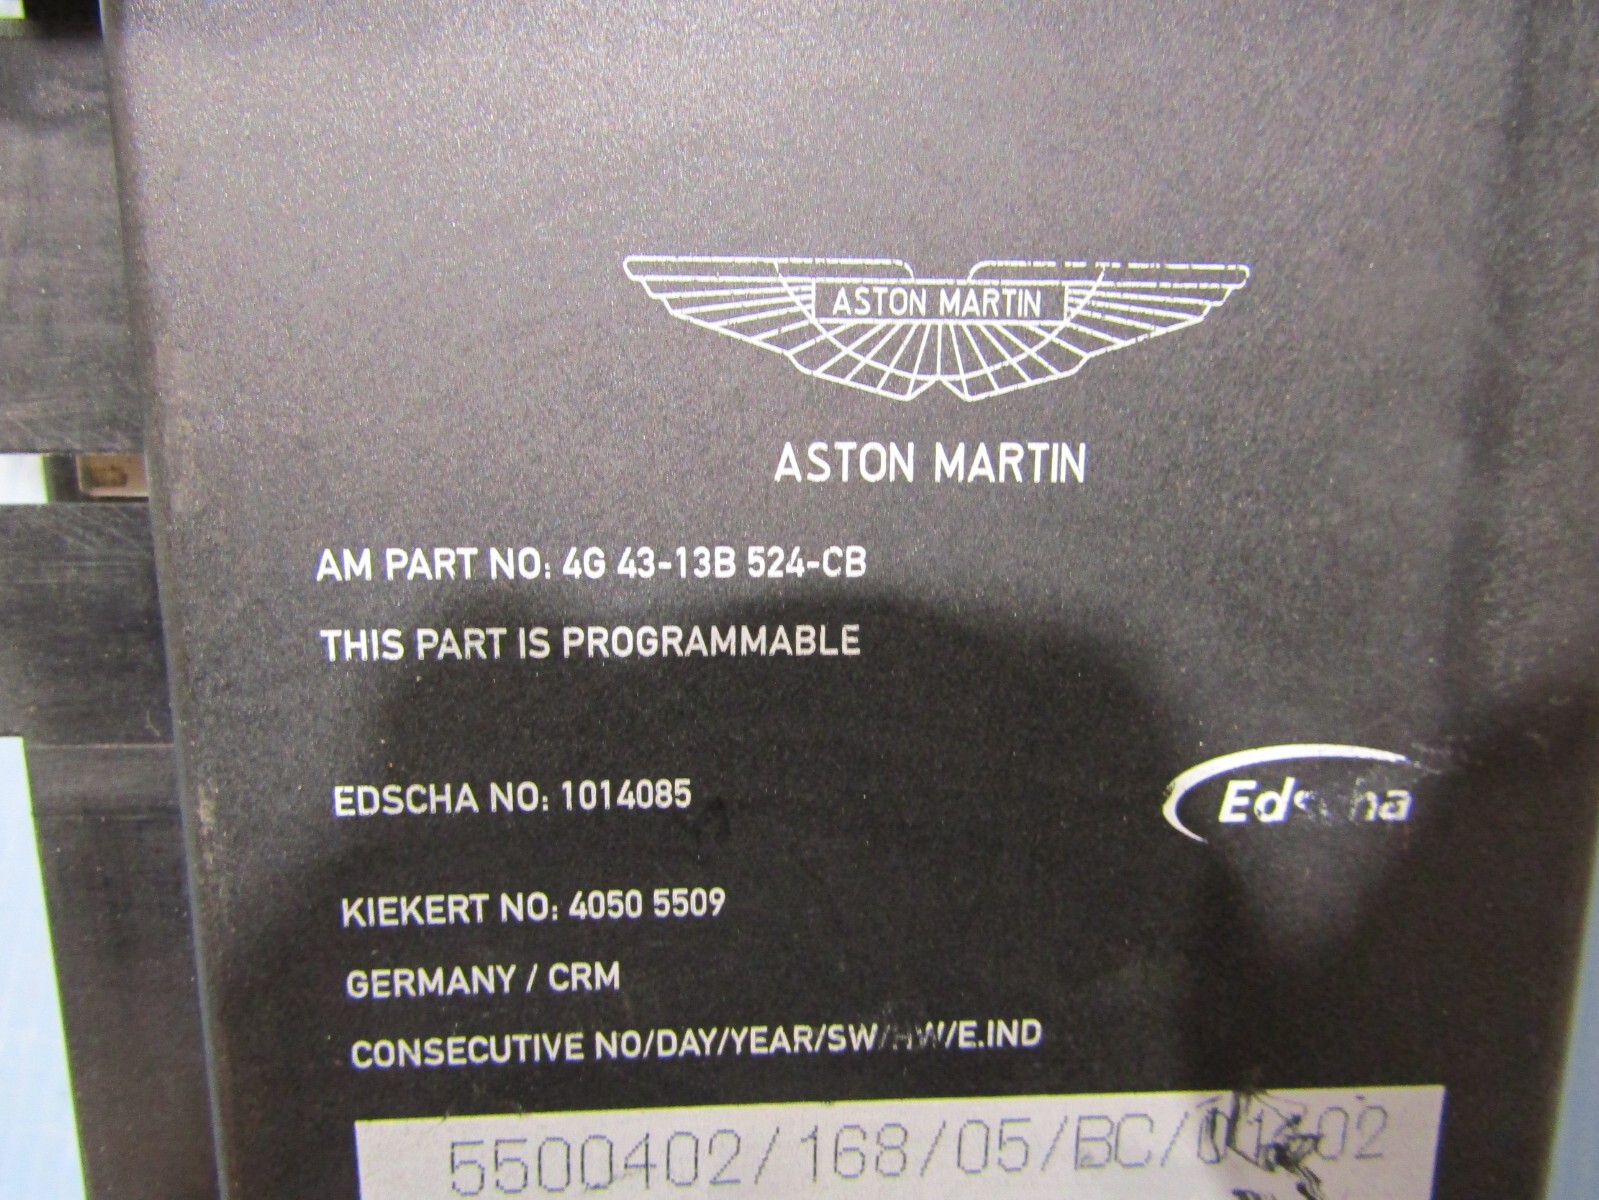 ASTON MARTIN
ASTON MARTIN
AM PART NO: 4G 43-13B 524-CB
THIS PART IS PROGRAMMABLE
EDSCHA NO: 1014085
Edscha
KIEKERT NO: 4050 5509
GERMANY / CRM
CONSECUTIVE NO/DAY/YEAR/SW/HW/E.IND
5500402/168/05/BC/